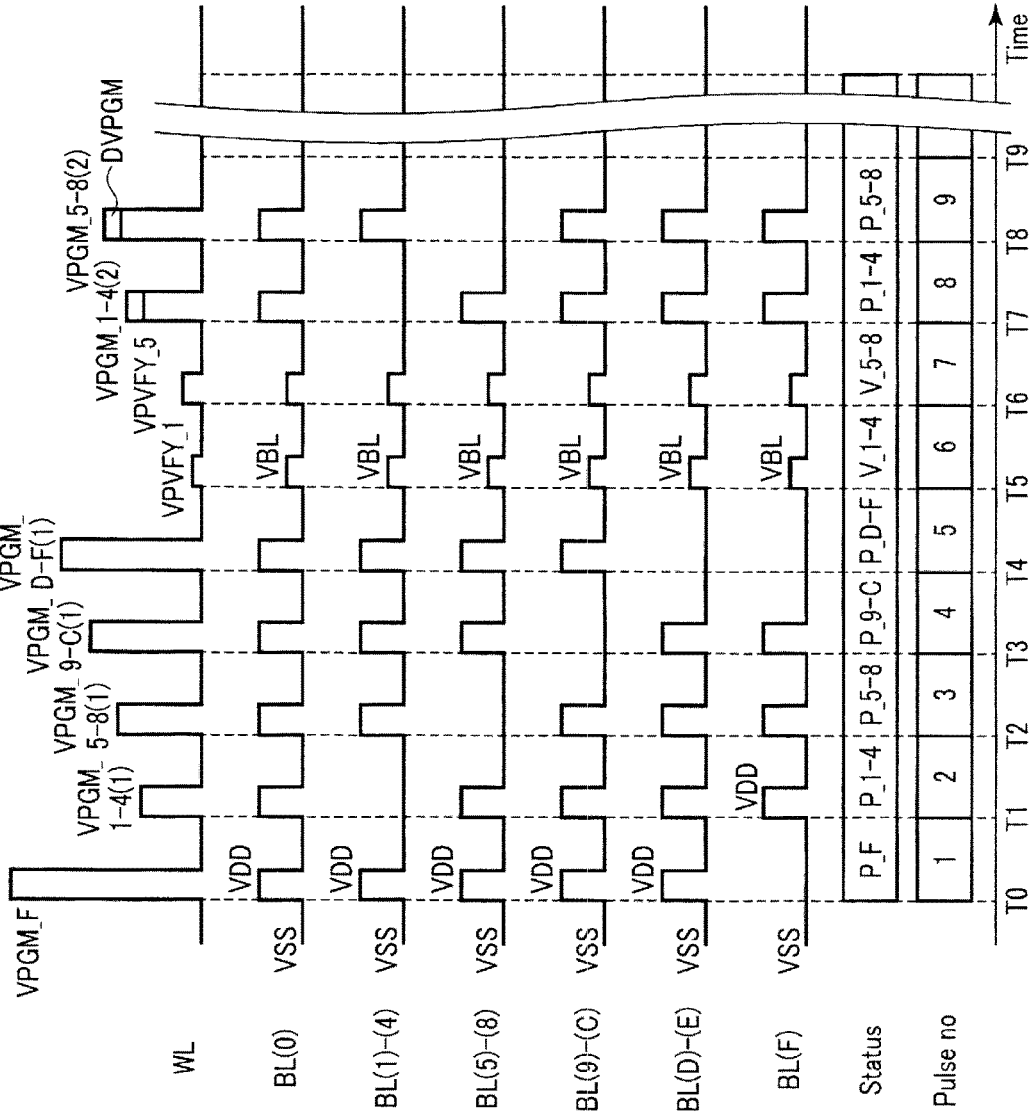 VPGM_F
VPGM_
1-4(1)
VPGM_
5-8(1)
VPGM_
9-C(1)
VPGM_
D-F(1)
VPVFY_1
VPVFY_5
VPGM_1-4(2)
VPGM_5-8(2)
DVPGM
WL
BL(0)
VSS
VDD
VBL
BL(1)-(4)
VSS
VDD
VBL
BL(5)-(8)
VSS
VDD
VBL
BL(9)-(C)
VSS
VDD
VBL
BL(D)-(E)
VSS
VDD
VBL
BL(F)
VSS
VDD
VBL
Status P_F P_1-4 P_5-8 P_9-C P_D-F V_1-4 V_5-8 P_1-4 P_5-8
Pulse no 1 2 3 4 5 6 7 8 9
T0 T1 T2 T3 T4 T5 T6 T7 T8 T9 Time